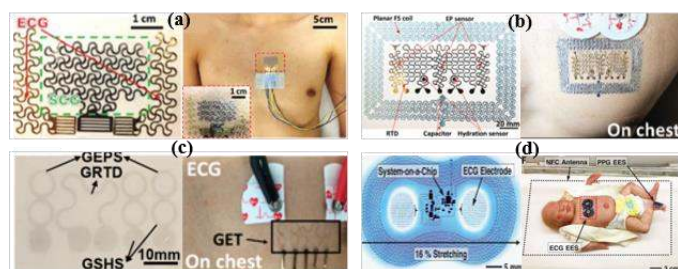 ECG
1 cm
(a)
5cm
SCG
1 cm
Planar FS coil
EP sensor
(b)
RTD
Capacitor
Hydration sensor
20 mm
On chest
GEPS
GRTD
(c)
GSHS
10mm
ECG
GET
On chest
System-on-a-Chip
ECG Electrode
16 % Stretching
5 mm
(d)
NFC Antenna
PPG EES
ECG EES